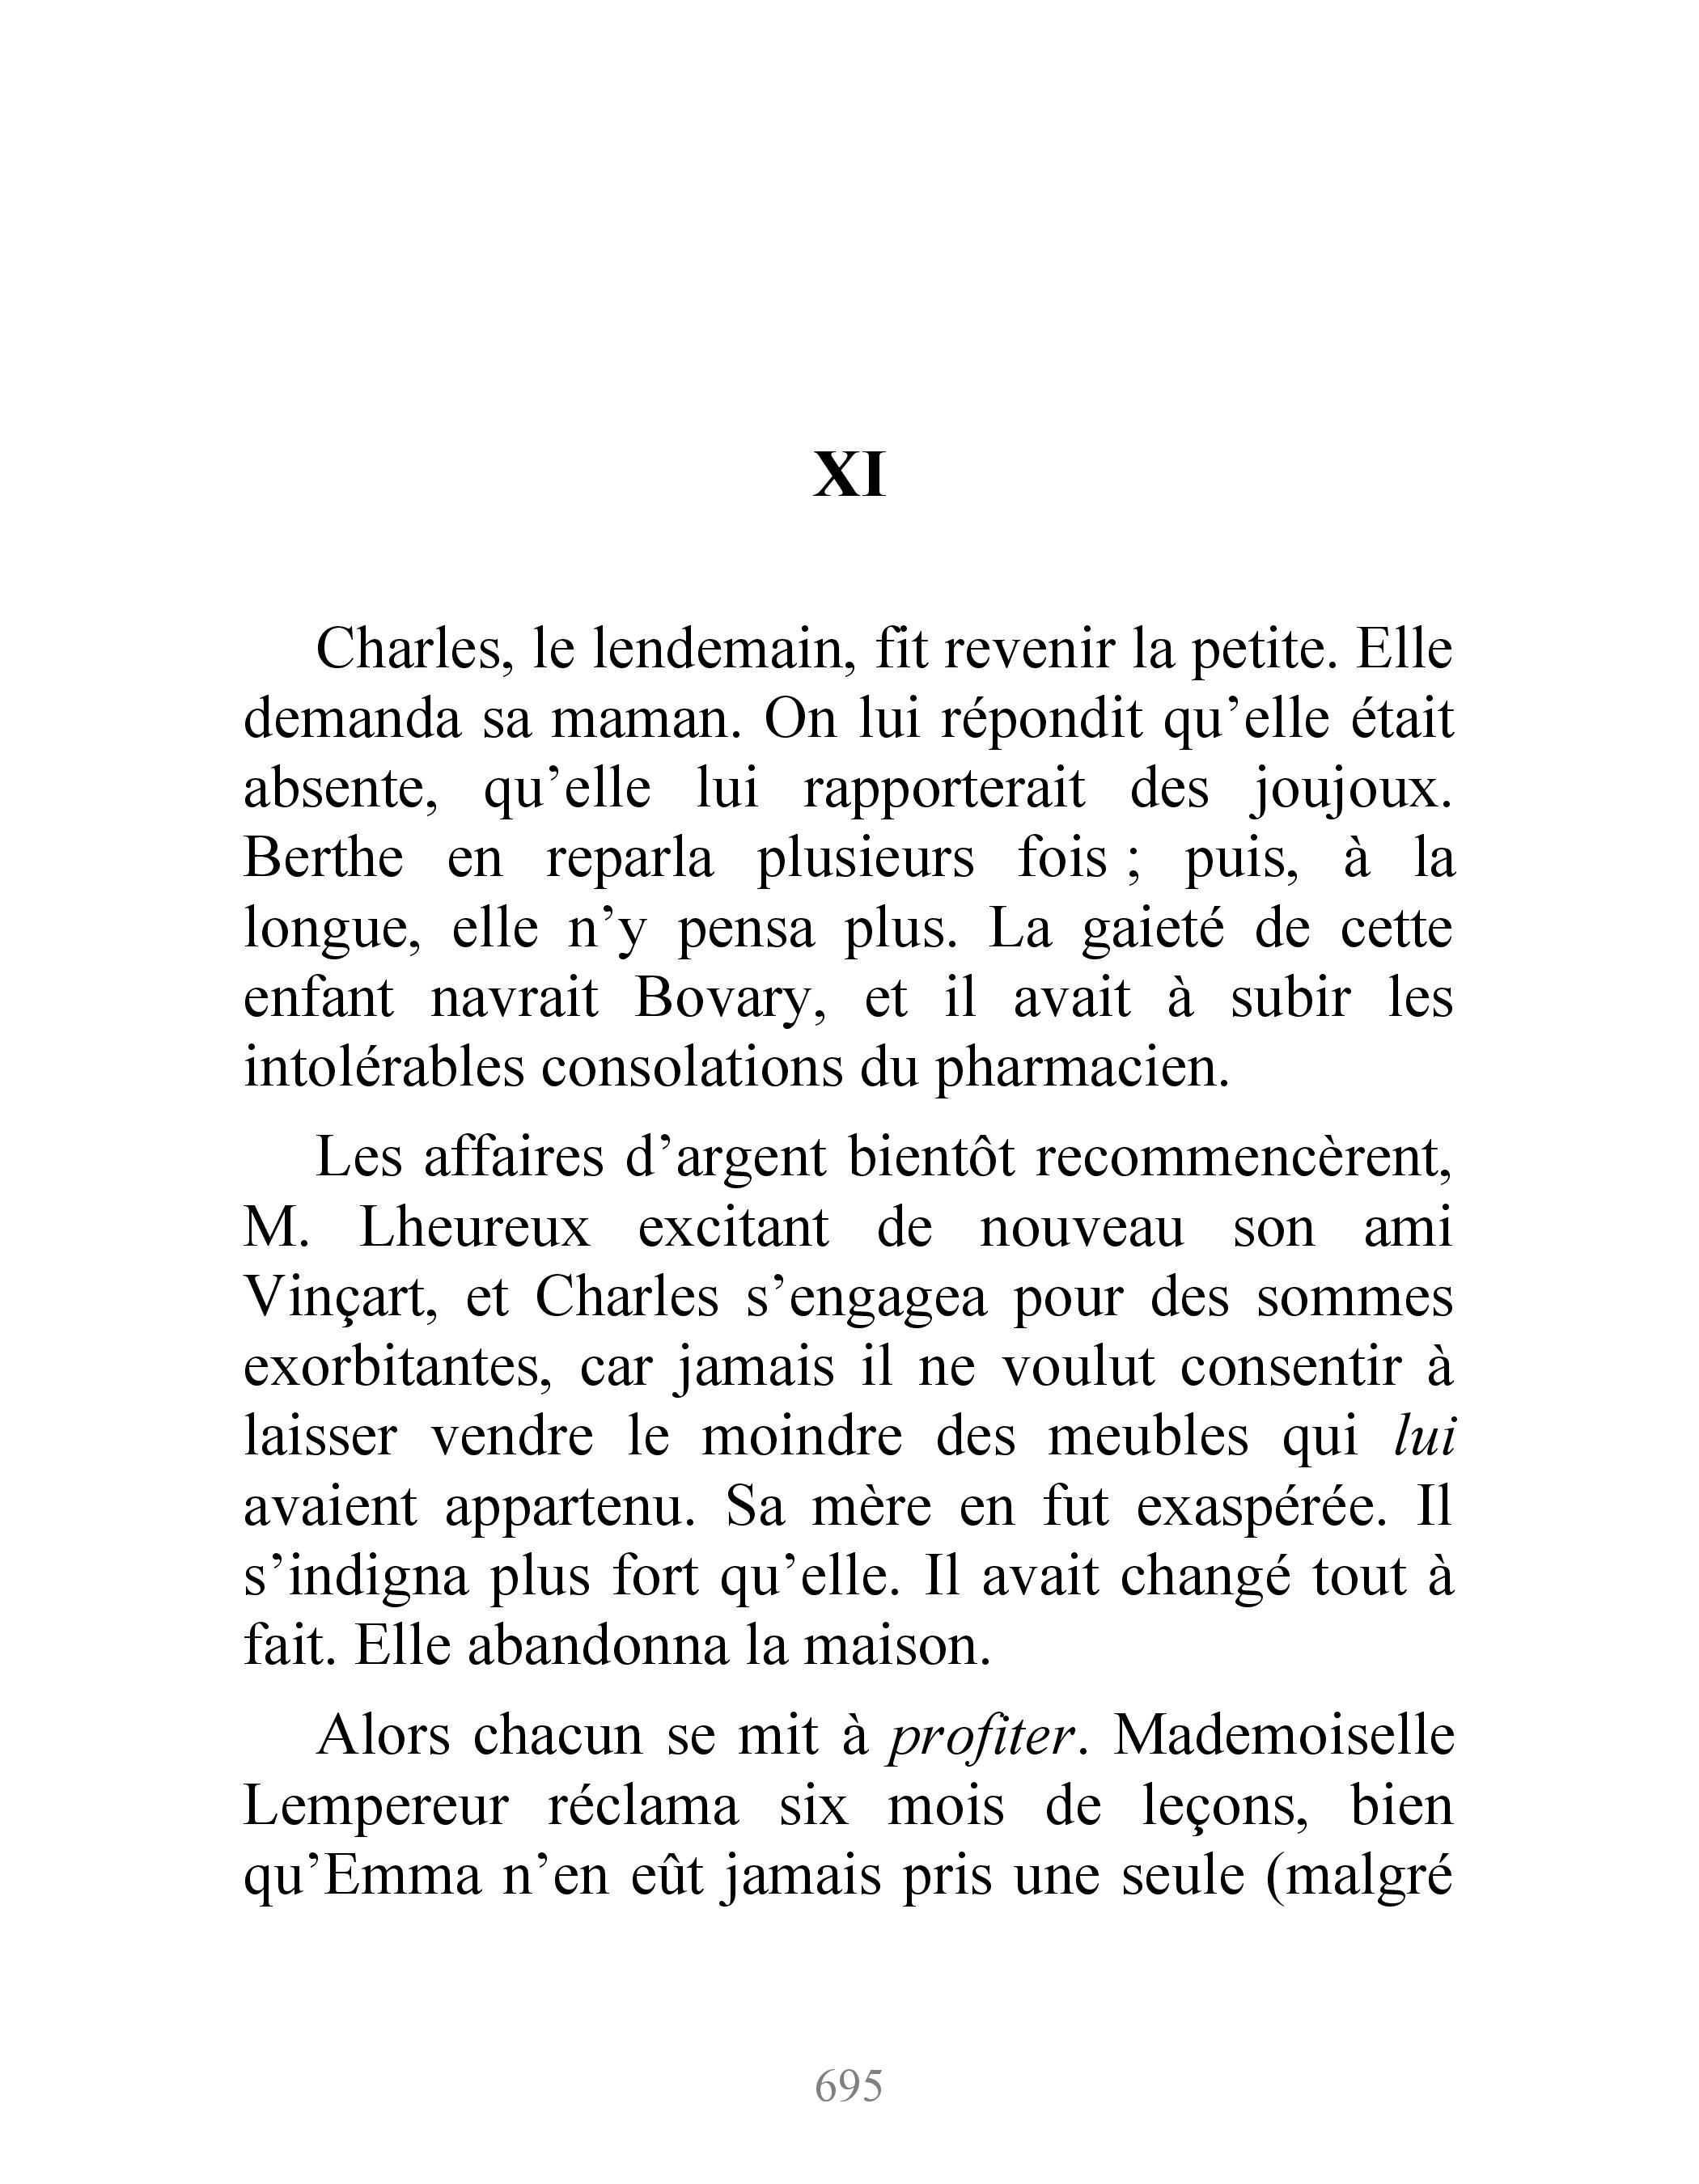 XI
Charles, le lendemain, fit revenir la petite. Elle
demanda sa maman. On lui répondit qu’elle était
absente, qu’elle lui rapporterait des joujoux.
Berthe en reparla plusieurs fois ; puis, à la
longue, elle n’y pensa plus. La gaieté de cette
enfant navrait Bovary, et il avait à subir les
intolérables consolations du pharmacien.
Les affaires d’argent bientôt recommencèrent,
M. Lheureux excitant de nouveau son ami
Vinçart, et Charles s’engagea pour des sommes
exorbitantes, car jamais il ne voulut consentir à
laisser vendre le moindre des meubles qui lui
avaient appartenu. Sa mère en fut exaspérée. Il
s’indigna plus fort qu’elle. Il avait changé tout à
fait. Elle abandonna la maison.
Alors chacun se mit à profiter. Mademoiselle
Lempereur réclama six mois de leçons, bien
qu’Emma n’en eût jamais pris une seule (malgré
695